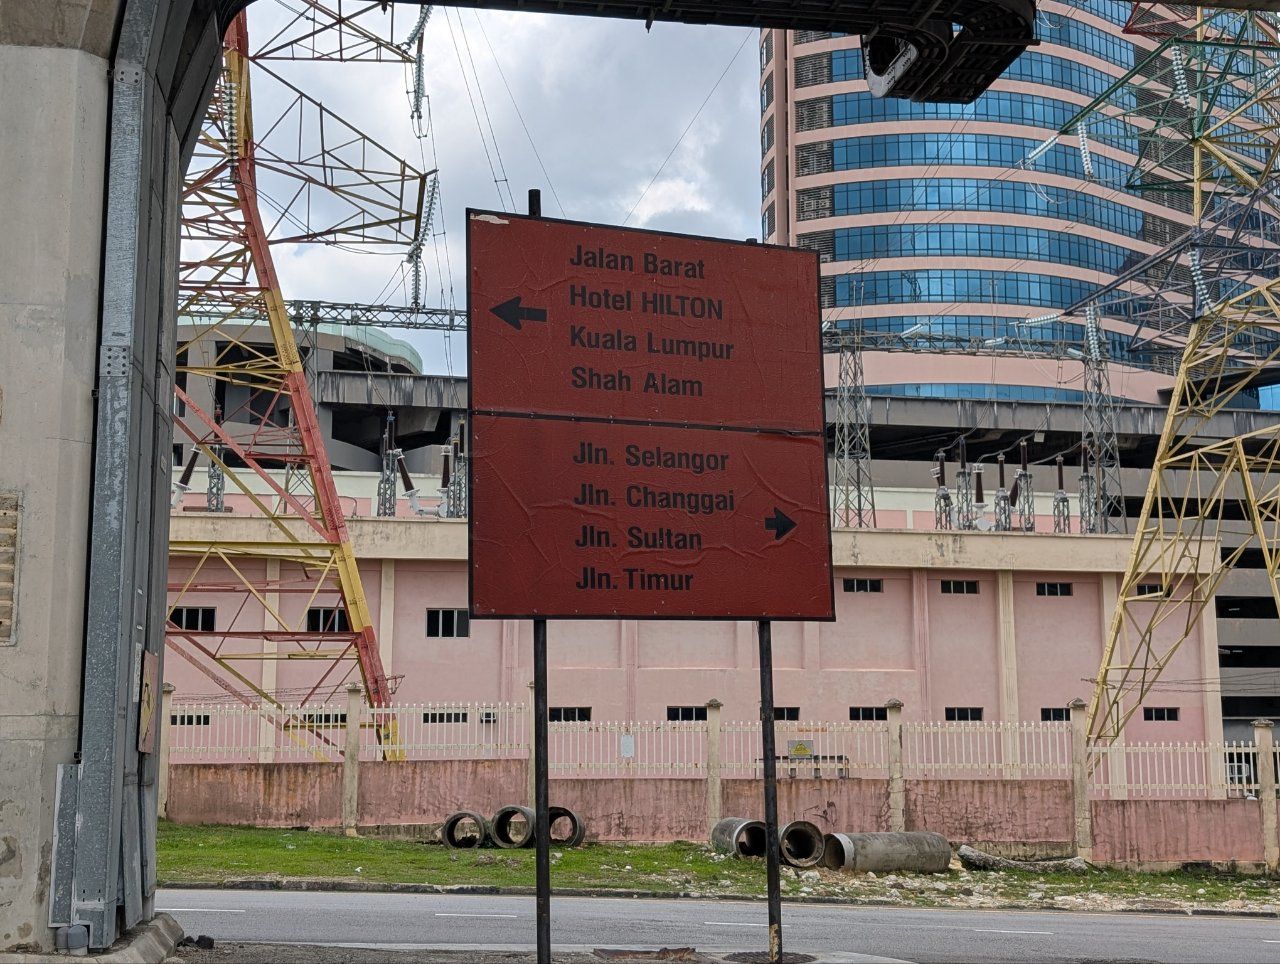 Jalan Barat
Hotel HILTON
Kuala Lumpur
Shah Alam
Jln. Selangor
Jln. Changgai
Jln. Sultan
Jln. Timur